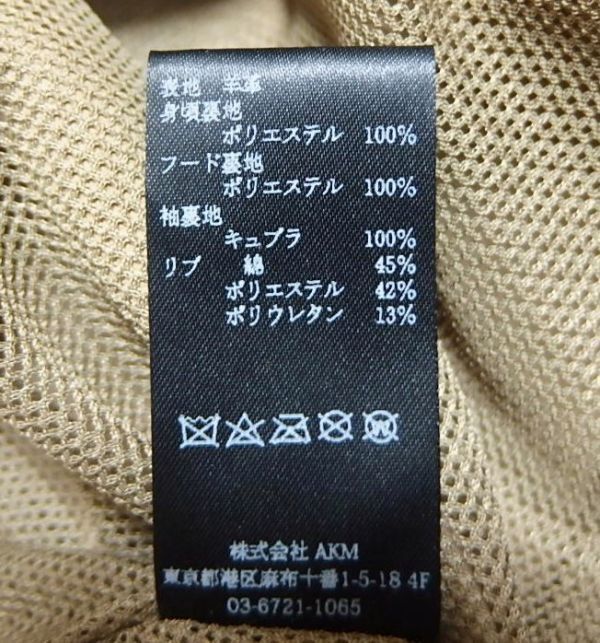 表地 羊革
身頃裏地
ポリエステル 100%
フード裏地
ポリエステル 100%
袖裏地
キュプラ 100%
リブ 綿 45%
ポリエステル 42%
ポリウレタン 13%
W
株式会社 AKM
東京都港区麻布十番1-5-18 4F
03-6721-1065